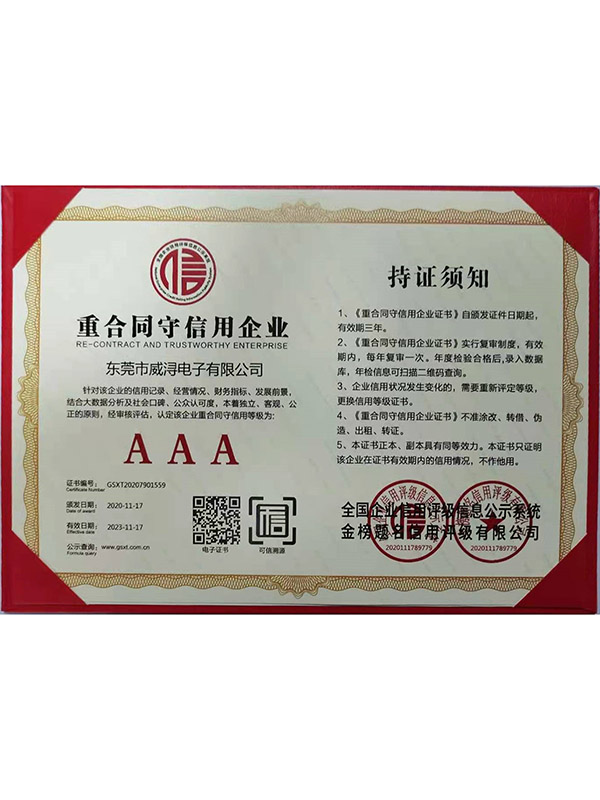 重合同守信用企业
RE-CONTRACT AND TRUSTWORTHY ENTERPRISE
东莞市威浔电子有限公司
针对该企业的信用记录、经营情况、财务指标、发展前景，
结合大数据分析及社会口碑、公众认可度，本着独立、客观、公
正的原则，经审核评估，认定该企业重合同守信用等级为：
AAA
证书编号： GSXT20207901559
Certificate Number
颁发日期 2020-11-17
Date of award
有效日期 2023-11-17
Effective date
公示查询： www.gsxt.com.cn
Formula query
电子证书
信
可信溯源
持证须知
1、《重合同守信用企业证书》自颁发证件日期起，
有效期三年。
2、《重合同守信用企业证书》实行复审制度，有效
期内，每年复审一次。年度检验合格后，录入数据
库，年检信息可扫描二维码查询。
3、企业信用状况发生变化的，需要重新评定等级，
更换信用等级证书。
4、《重合同守信用企业证书》不准涂改、转借、伪
造、出租、转证。
5、本证书正本、副本具有同等效力。本证书只证明
该企业在证书有效期内的信用情况，不作他用。
全国企业信用评级信息公示系统
金榜题名信用评级有限公司
2020111789779
2020111789779